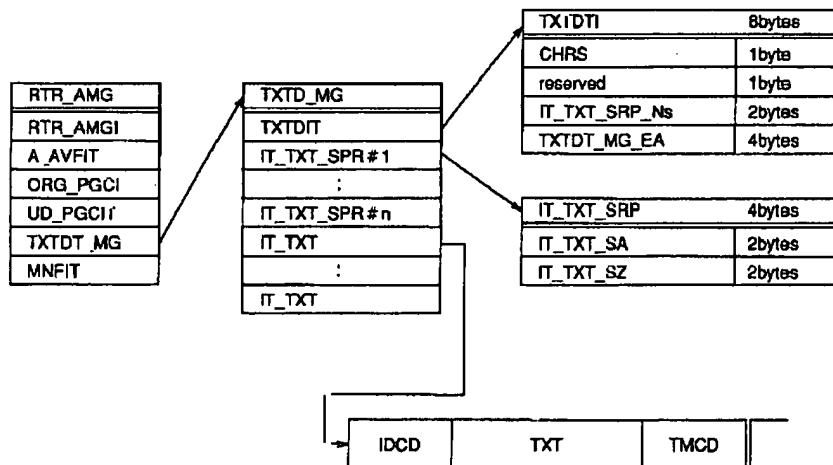 RTR_AMG
RTR_AMGI
A_AVFIT
ORG_PGCI
UD_PGCIT
TXTDT_MG
MNFIT
TXTD_MG
TXTDIT
IT_TXT_SPR#1
:
IT_TXT_SPR#n
IT_TXT
:
IT_TXT
TXTDTI 8bytes
CHRS 1byte
reserved 1byte
IT_TXT_SRP_Ns 2bytes
TXTDT_MG_EA 4bytes
IT_TXT_SRP 4bytes
IT_TXT_SA 2bytes
IT_TXT_SZ 2bytes
IDCD TXT TMCD